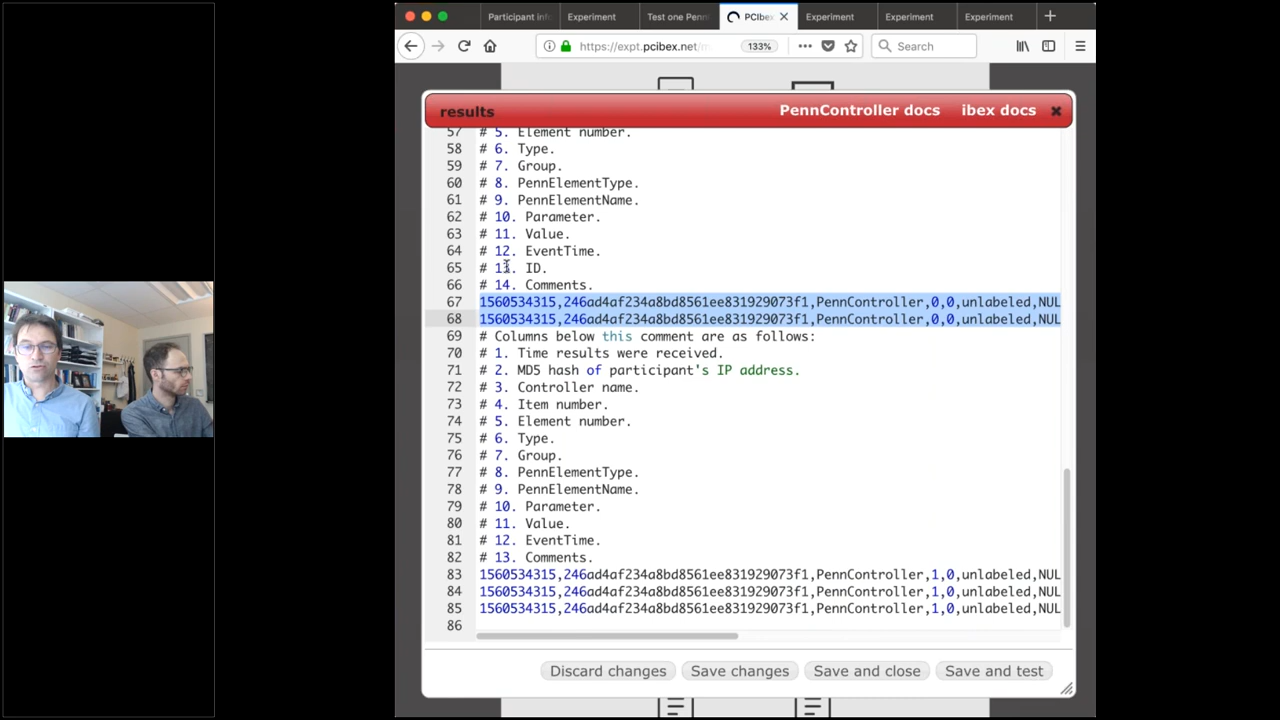 Participant inf
Experiment
Test one Penn
PCIbex
Experiment
Experiment
Experiment
https://expt.pcibex.net/
133%
Search
results
PennController docs
ibex docs
57 # 5. Element number.
58 # 6. Type.
59 # 7. Group.
60 # 8. PennElementType.
61 # 9. PennElementName.
62 # 10. Parameter.
63 # 11. Value.
64 # 12. EventTime.
65 # 13. ID.
66 # 14. Comments.
67 1560534315,246ad4af234a8bd8561ee831929073f1,PennController,0,0,unlabeled,NUL
68 1560534315,246ad4af234a8bd8561ee831929073f1,PennController,0,0,unlabeled,NUL
69 # Columns below this comment are as follows:
70 # 1. Time results were received.
71 # 2. MD5 hash of participant's IP address.
72 # 3. Controller name.
73 # 4. Item number.
74 # 5. Element number.
75 # 6. Type.
76 # 7. Group.
77 # 8. PennElementType.
78 # 9. PennElementName.
79 # 10. Parameter.
80 # 11. Value.
81 # 12. EventTime.
82 # 13. Comments.
83 1560534315,246ad4af234a8bd8561ee831929073f1,PennController,1,0,unlabeled,NUL
84 1560534315,246ad4af234a8bd8561ee831929073f1,PennController,1,0,unlabeled,NUL
85 1560534315,246ad4af234a8bd8561ee831929073f1,PennController,1,0,unlabeled,NUL
86
Discard changes
Save changes
Save and close
Save and test